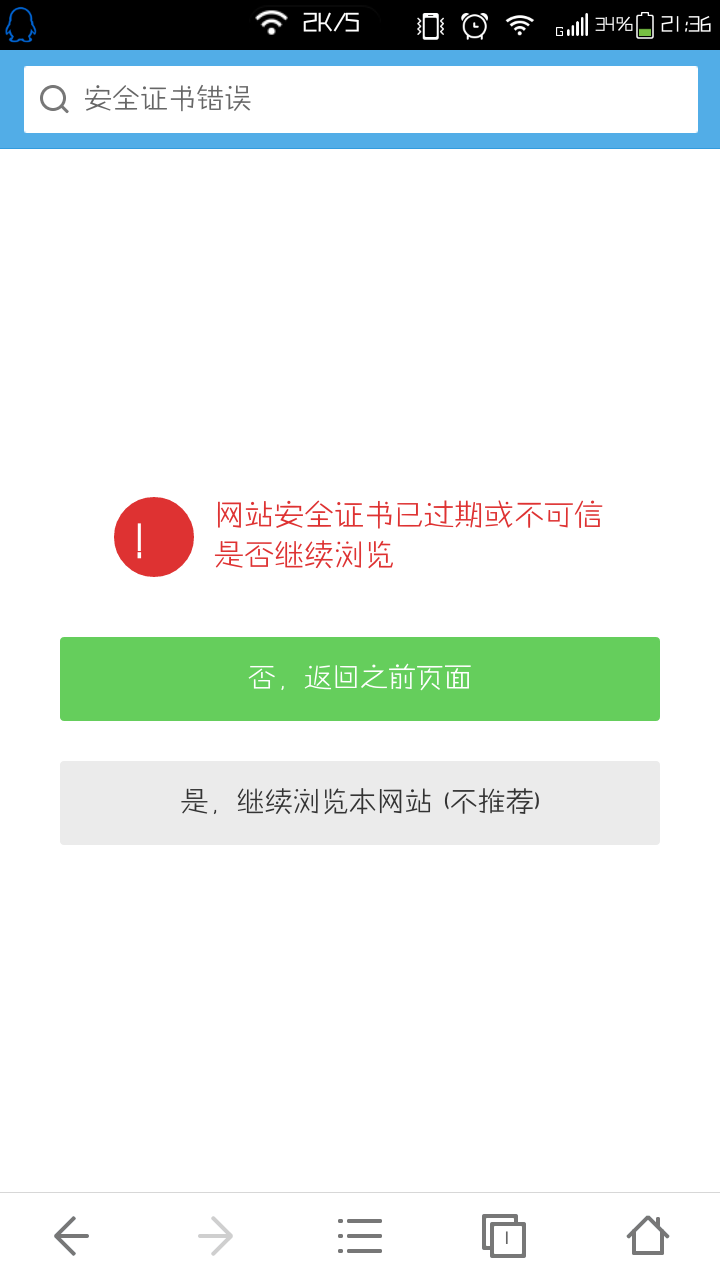 2K/S
34%
21:36
安全证书错误
网站安全证书已过期或不可信
是否继续浏览
否，返回之前页面
是，继续浏览本网站 (不推荐)
1